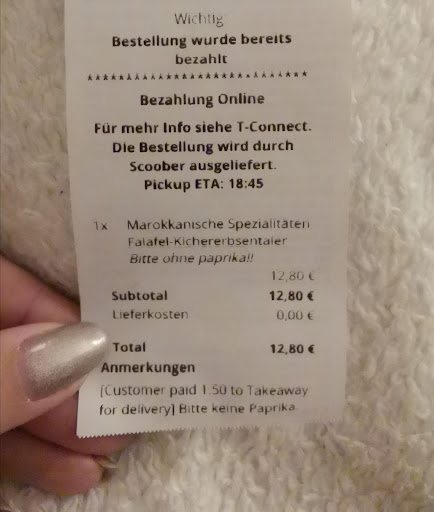 Wichtig
Bestellung wurde bereits
bezahlt
*****************************
Bezahlung Online
Für mehr Info siehe T-Connect.
Die Bestellung wird durch
Scoober ausgeliefert.
Pickup ETA: 18:45
1x Marokkanische Spezialitäten
Falafel-Kichererbsentaler
Bitte ohne paprika!!
12,80 €
Subtotal 12,80 €
Lieferkosten 0,00 €
Total 12,80 €
Anmerkungen
[Customer paid 1.50 to Takeaway
for delivery] Bitte keine Paprika.